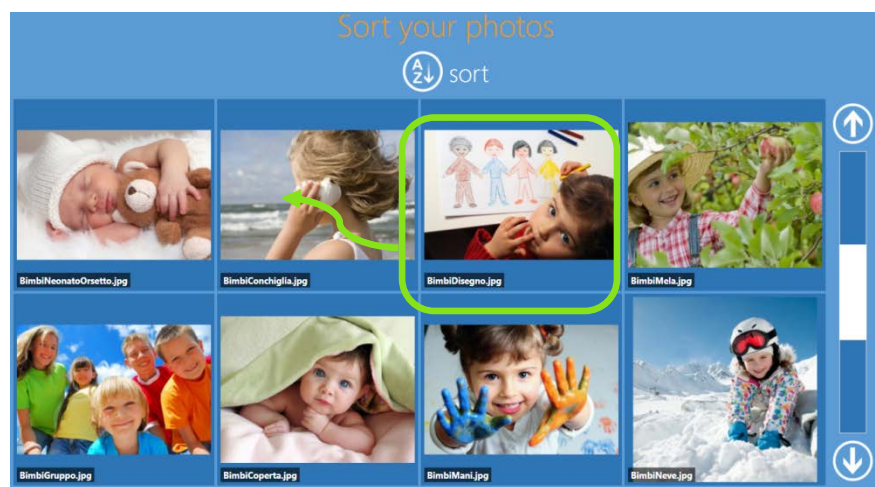 Sort your photos
sort
BimbiNeonatoOrsetto.jpg
BimbiConchiglia.jpg
BimbiDisegno.jpg
BimbiMela.jpg
BimbiGruppo.jpg
BimbiCoperta.jpg
BimbiMani.jpg
BimbiNeve.jpg